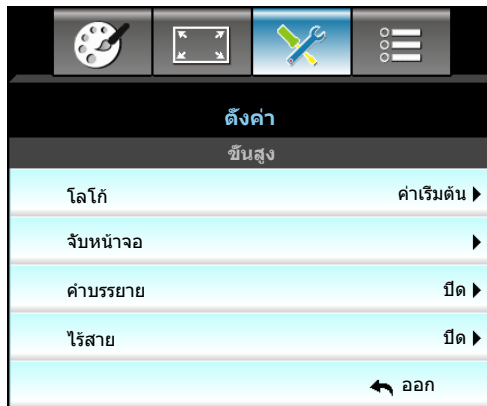 ตั้งค่า
ขั้นสูง
โลโก้ ค่าเริ่มต้น
จับหน้าจอ
คำบรรยาย ปิด
ไร้สาย ปิด
ออก